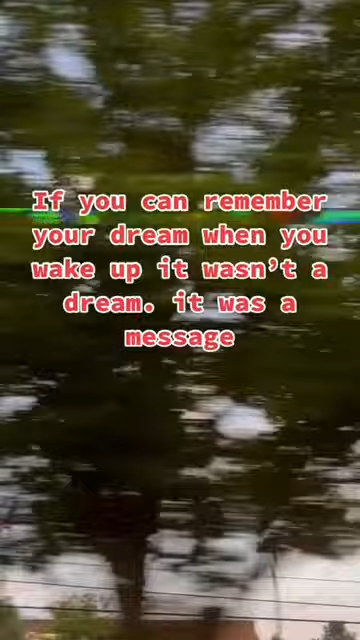 If you can remember
your dream when you
wake up it wasn't a
dream. it was a
message